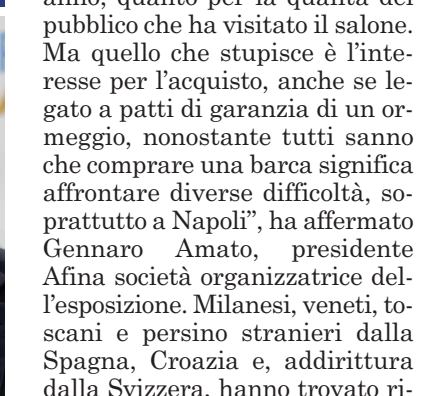 anno, quanto per la qualità del
pubblico che ha visitato il salone.
Ma quello che stupisce è l'inte-
resse per l'acquisto, anche se le-
gato a patti di garanzia di un or-
meggio, nonostante tutti sanno
che comprare una barca significa
affrontare diverse difficoltà, so-
prattutto a Napoli”, ha affermato
Gennaro Amato, presidente
Afina società organizzatrice del-
l'esposizione. Milanesi, veneti, to-
scani e persino stranieri dalla
Spagna, Croazia e, addirittura
dalla Svizzera, hanno trovato ri-